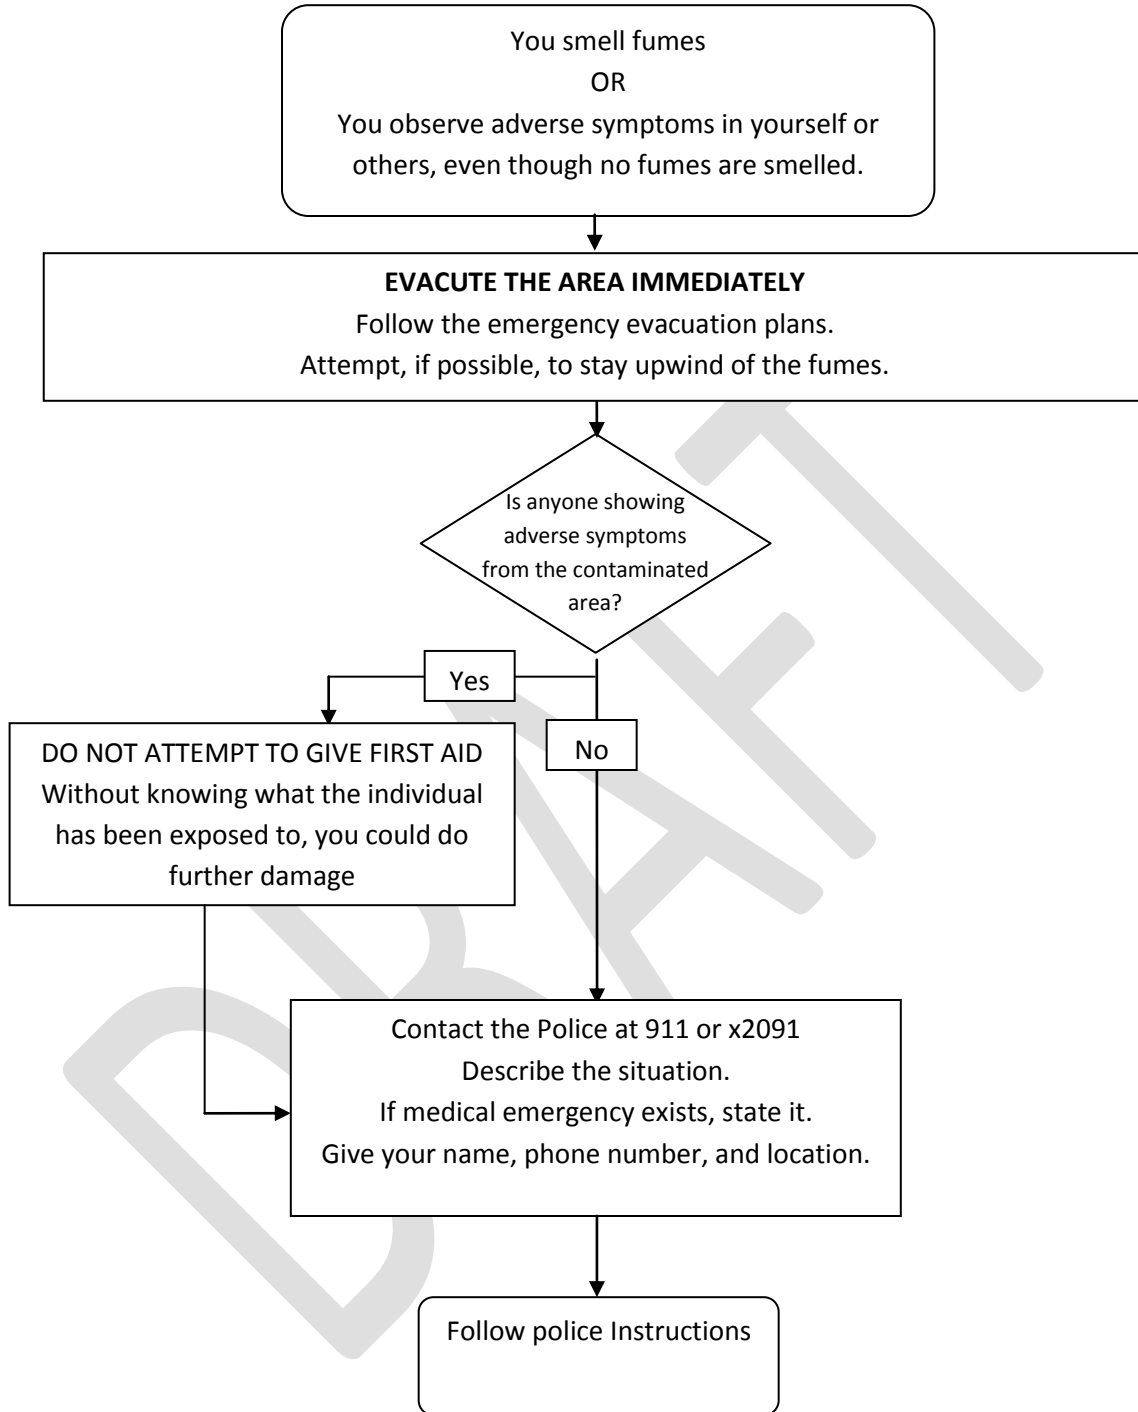 You smell fumes
OR
You observe adverse symptoms in yourself or
others, even though no fumes are smelled.
EVACUTE THE AREA IMMEDIATELY
Follow the emergency evacuation plans.
Attempt, if possible, to stay upwind of the fumes.
Is anyone showing
adverse symptoms
from the contaminated
area?
Yes
No
DO NOT ATTEMPT TO GIVE FIRST AID
Without knowing what the individual
has been exposed to, you could do
further damage
Contact the Police at 911 or x2091
Describe the situation.
If medical emergency exists, state it.
Give your name, phone number, and location.
Follow police Instructions
DRAFT